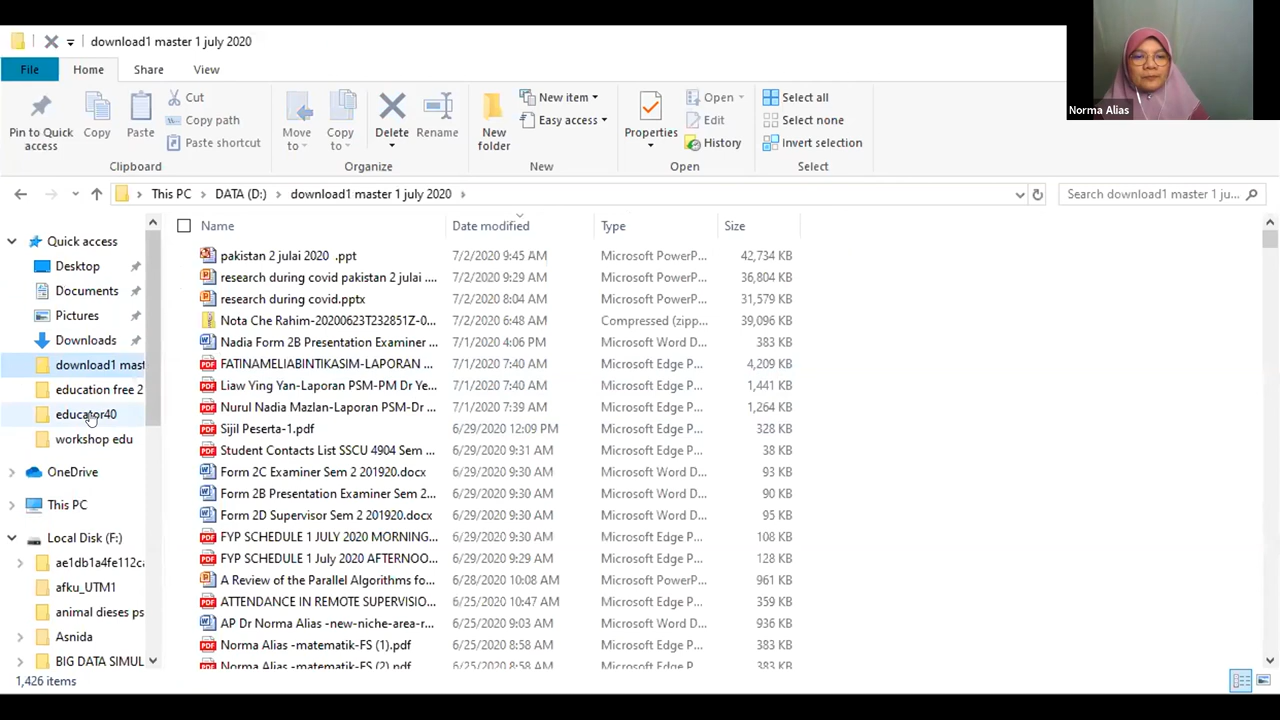 download1 master 1 july 2020
Norma Alias
File Home Share View
Pin to Quick access
Copy
Paste
Cut
Copy path
Paste shortcut
Clipboard
Move to
Copy to
Delete
Rename
Organize
New folder
New item
Easy access
New
Properties
Open
Edit
History
Open
Select all
Select none
Invert selection
Select
This PC DATA (D:) download1 master 1 july 2020
Search download1 master 1 ju...
Quick access
Desktop
Documents
Pictures
Downloads
download1 mast
education free 2
educator40
workshop edu
OneDrive
This PC
Local Disk (F:)
ae1db1a4fe112ca
afku_UTM1
animal dieses ps
Asnida
BIG DATA SIMUL
Name Date modified Type Size
pakistan 2 julai 2020 .ppt 7/2/2020 9:45 AM Microsoft PowerP... 42,734 KB
research during covid pakistan 2 julai .... 7/2/2020 9:29 AM Microsoft PowerP... 36,804 KB
research during covid.pptx 7/2/2020 8:04 AM Microsoft PowerP... 31,579 KB
Nota Che Rahim-20200623T232851Z-0... 7/2/2020 6:48 AM Compressed (zipp... 39,096 KB
Nadia Form 2B Presentation Examiner ... 7/1/2020 4:06 PM Microsoft Word D... 383 KB
FATINAMELIABINTIKASIM-LAPORAN ... 7/1/2020 7:40 AM Microsoft Edge P... 4,209 KB
Liaw Ying Yan-Laporan PSM-PM Dr Ye... 7/1/2020 7:40 AM Microsoft Edge P... 1,441 KB
Nurul Nadia Mazlan-Laporan PSM-Dr ... 7/1/2020 7:39 AM Microsoft Edge P... 1,264 KB
Sijil Peserta-1.pdf 6/29/2020 12:09 PM Microsoft Edge P... 328 KB
Student Contacts List SSCU 4904 Sem ... 6/29/2020 9:31 AM Microsoft Edge P... 38 KB
Form 2C Examiner Sem 2 201920.docx 6/29/2020 9:30 AM Microsoft Word D... 93 KB
Form 2B Presentation Examiner Sem 2... 6/29/2020 9:30 AM Microsoft Word D... 90 KB
Form 2D Supervisor Sem 2 201920.docx 6/29/2020 9:30 AM Microsoft Word D... 95 KB
FYP SCHEDULE 1 JULY 2020 MORNING... 6/29/2020 9:30 AM Microsoft Edge P... 108 KB
FYP SCHEDULE 1 July 2020 AFTERNOO... 6/29/2020 9:29 AM Microsoft Edge P... 128 KB
A Review of the Parallel Algorithms fo... 6/28/2020 10:08 AM Microsoft PowerP... 961 KB
ATTENDANCE IN REMOTE SUPERVISIO... 6/25/2020 10:47 AM Microsoft Edge P... 359 KB
AP Dr Norma Alias -new-niche-area-r... 6/25/2020 9:03 AM Microsoft Word D... 936 KB
Norma Alias -matematik-FS (1).pdf 6/25/2020 8:58 AM Microsoft Edge P... 383 KB
Norma Alias -matematik-FS (2).pdf 6/25/2020 8:58 AM Microsoft Edge P... 383 KB
1,426 items